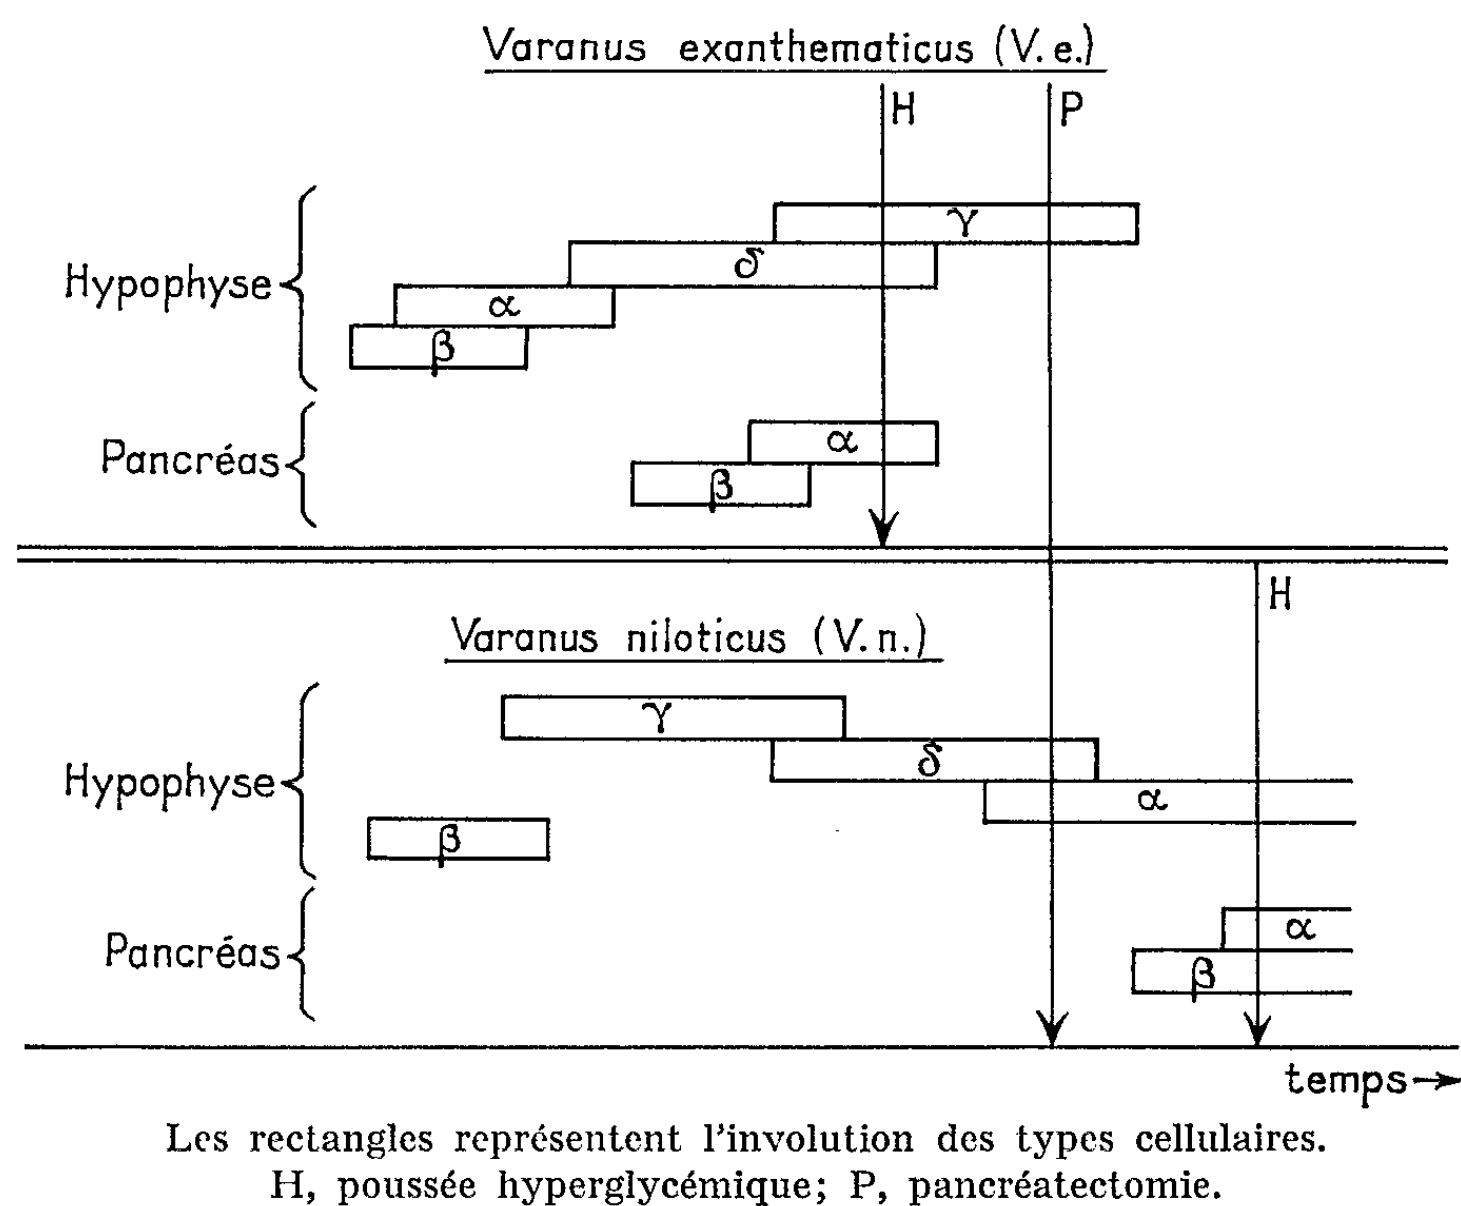 Varanus exanthematicus (V. e.)
H P
γ
δ
Hypophyse
α
β
α
Pancréas
β
H
Varanus niloticus (V. n.)
γ
δ
Hypophyse
α
β
α
Pancréas
β
temps→
Les rectangles représentent l'involution des types cellulaires.
H, poussée hyperglycémique; P, pancréatectomie.